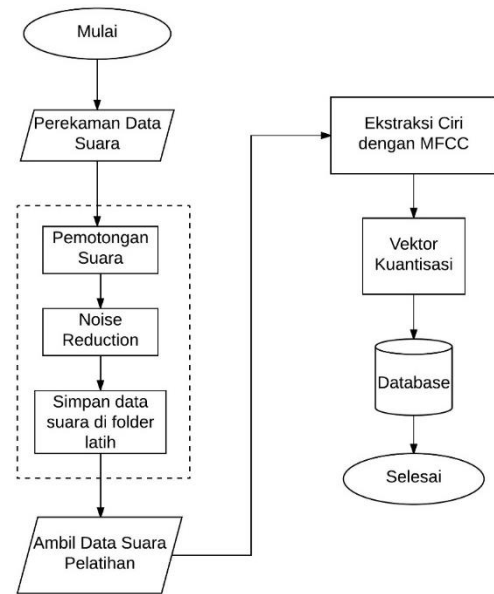 Mulai
Perekaman Data
Suara
Pemotongan
Suara
Noise
Reduction
Simpan data
suara di folder
latih
Ambil Data Suara
Pelatihan
Ekstraksi Ciri
dengan MFCC
Vektor
Kuantisasi
Database
Selesai